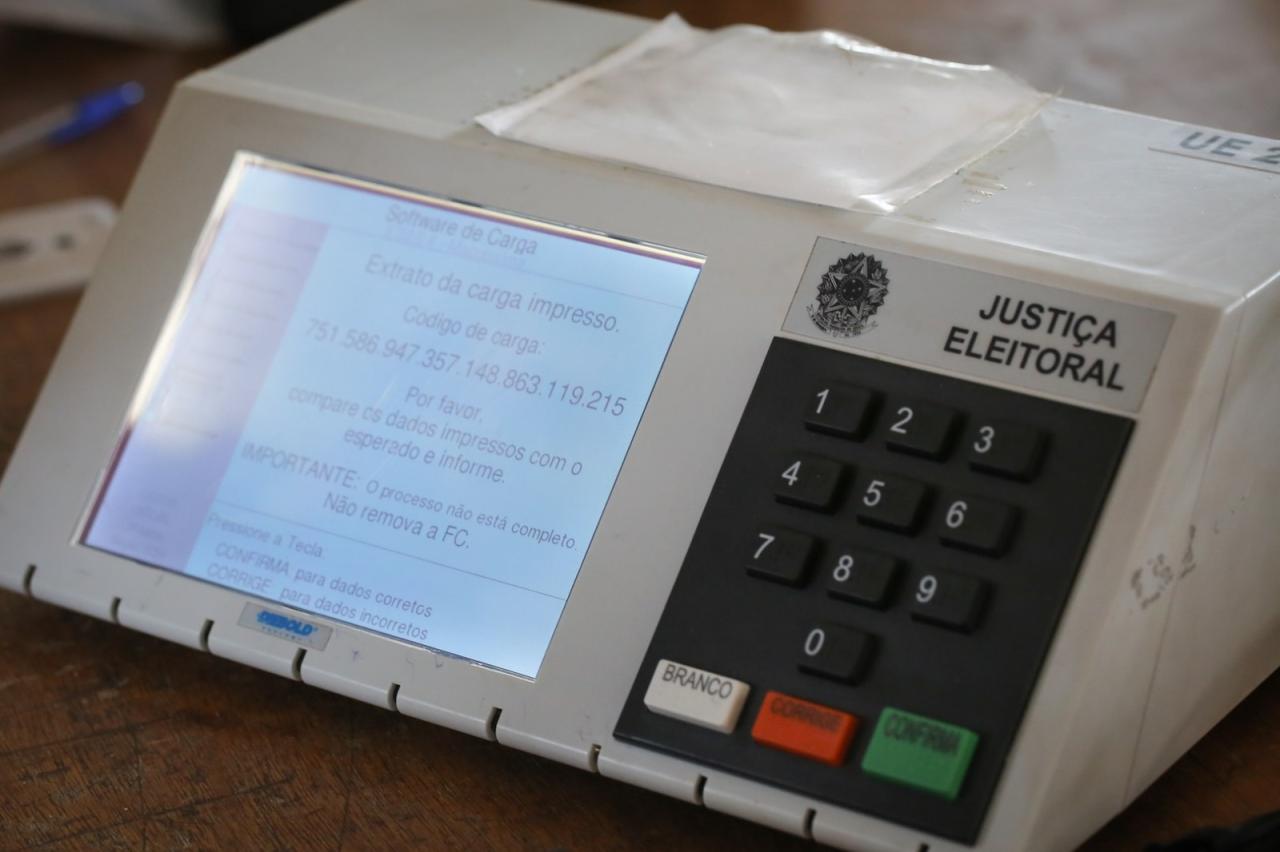 Software de Carga
Extrato da carga impresso.
Código de carga:
751.586.947.357.148.863.119.215
Por favor,
compare os dados impressos com o
esperado e informe.
IMPORTANTE: O processo não está completo.
Não remova a FC.
Pressione a Tecla
CONFIRMA para dados corretos
CORRIGE para dados incorretos
DIEBOLD
UE 2
JUSTIÇA
ELEITORAL
1 2 3
4 5 6
7 8 9
0
BRANCO CORRIGE CONFIRMA